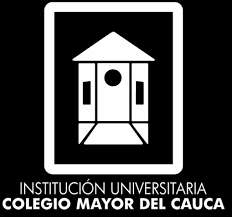 INSTITUCIÓN UNIVERSITARIA
COLEGIO MAYOR DEL CAUCA